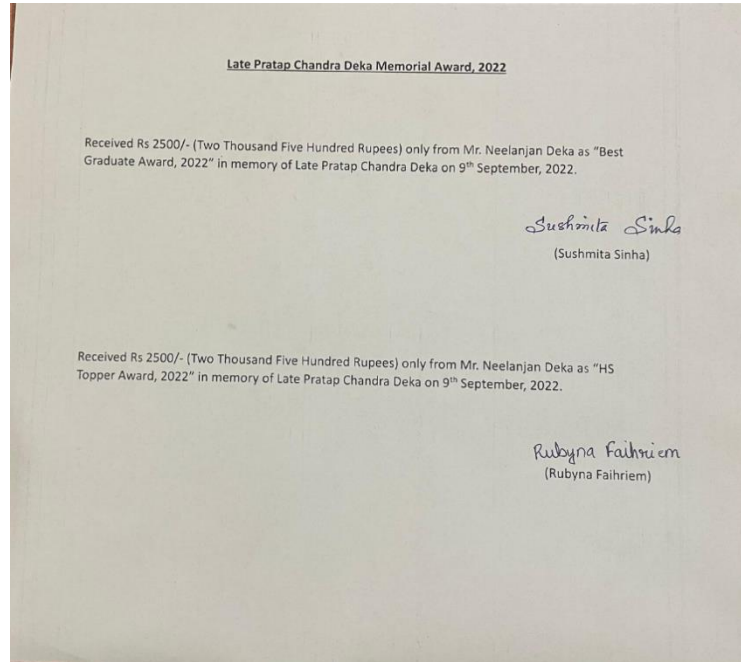 Late Pratap Chandra Deka Memorial Award, 2022
Received Rs 2500/- (Two Thousand Five Hundred Rupees) only from Mr. Neelanjan Deka as “Best
Graduate Award, 2022” in memory of Late Pratap Chandra Deka on 9th September, 2022.
Sushmita Sinha
(Sushmita Sinha)
Received Rs 2500/- (Two Thousand Five Hundred Rupees) only from Mr. Neelanjan Deka as “HS
Topper Award, 2022” in memory of Late Pratap Chandra Deka on 9th September, 2022.
Rubyna Faihriem
(Rubyna Faihriem)